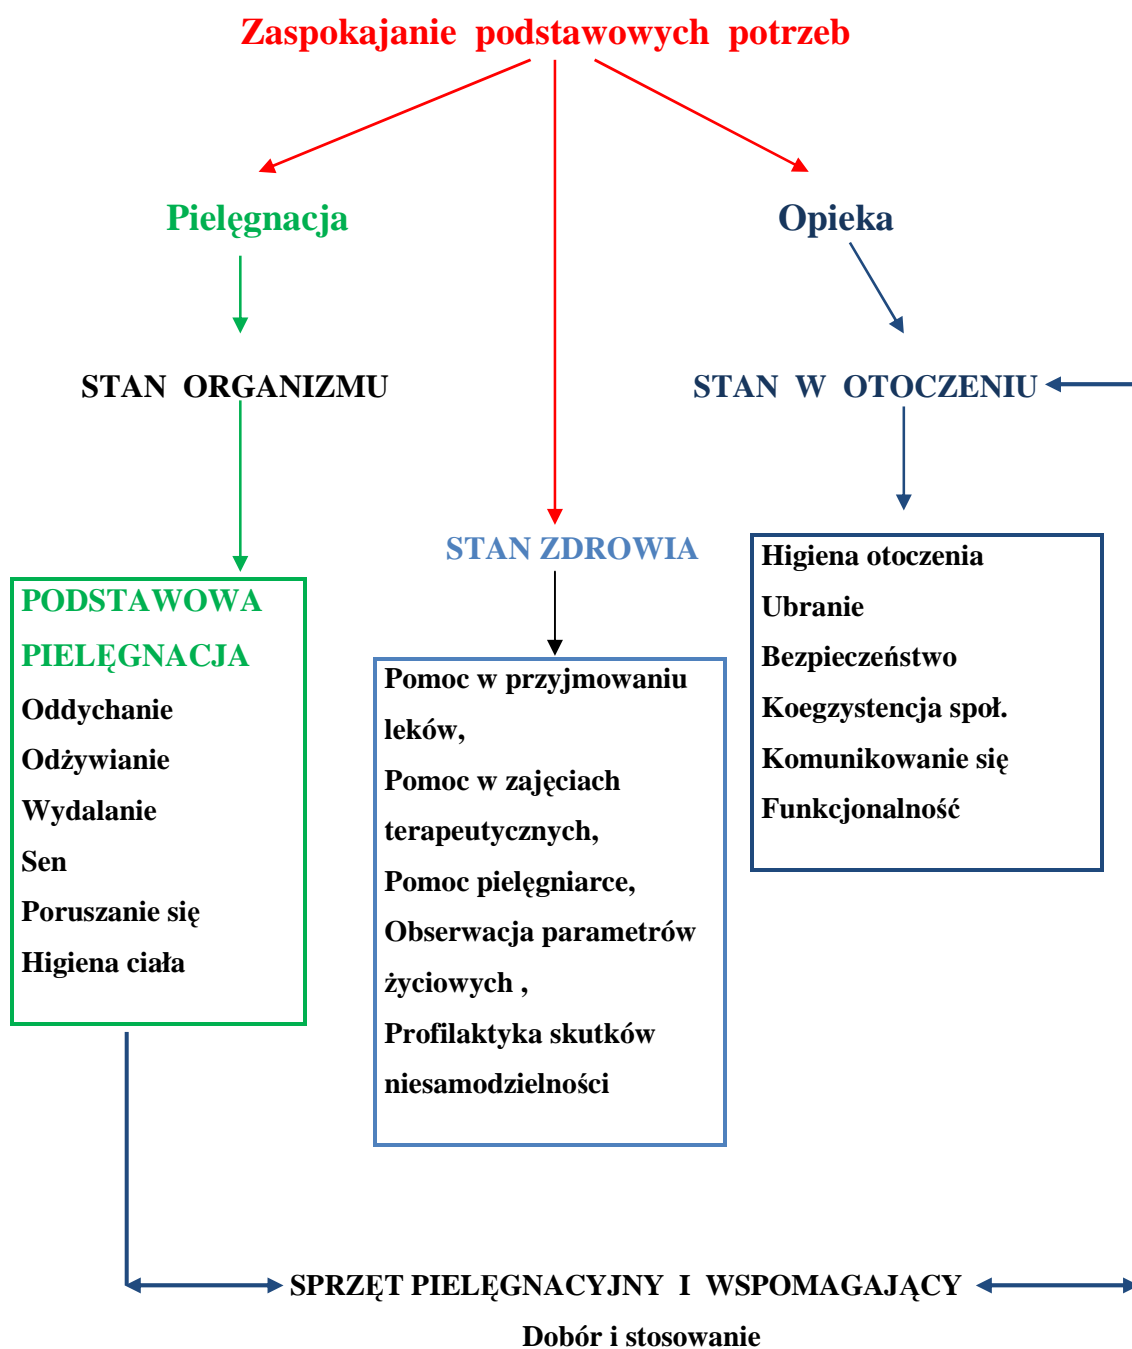 Zaspokajanie podstawowych potrzeb
Pielęgnacja
Opieka
STAN ORGANIZMU
STAN W OTOCZENIU
STAN ZDROWIA
PODSTAWOWA
PIELĘGNACJA
Oddychanie
Odżywianie
Wydalanie
Sen
Poruszanie się
Higiena ciała
Pomoc w przyjmowaniu
leków,
Pomoc w zajęciach
terapeutycznych,
Pomoc pielęgniarce,
Obserwacja parametrów
życiowych ,
Profilaktyka skutków
niesamodzielności
Higiena otoczenia
Ubranie
Bezpieczeństwo
Koegzystencja społ.
Komunikowanie się
Funkcjonalność
SPRZĘT PIELĘGNACYJNY I WSPOMAGAJĄCY
Dobór i stosowanie